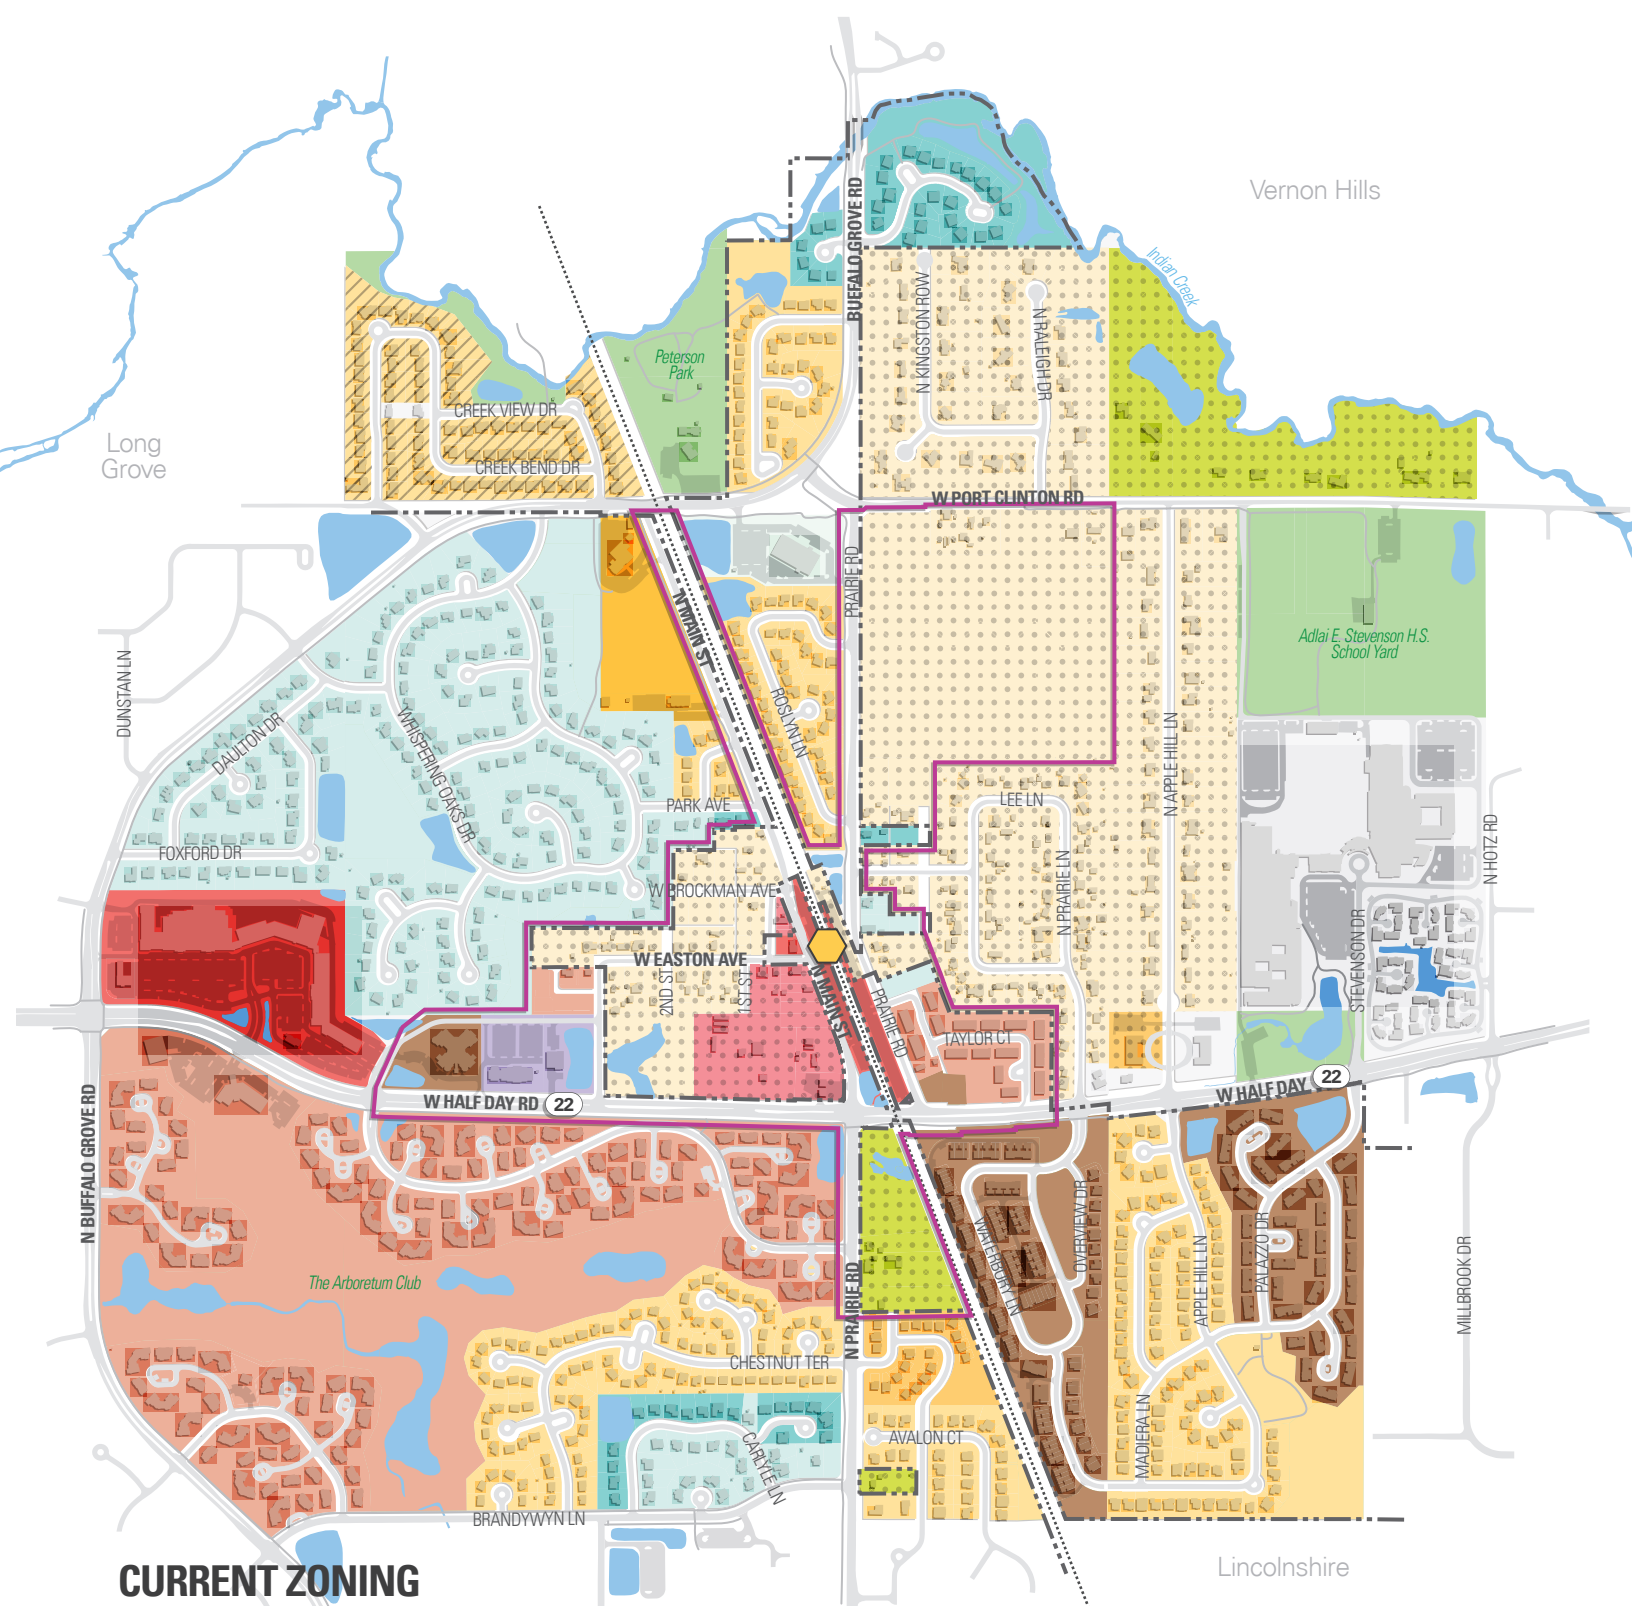 Vernon Hills
BUFFALO GROVE RD
Indian Creek
N KINGSTON ROW
N RALEIGH DR
Peterson
Park
CREEK VIEW DR
Long
Grove
CREEK BEND DR
W PORT CLINTON RD
PRAIRIE RD
N MAIN ST
Adlai E. Stevenson H.S.
School Yard
DUNSTAN LN
ROSLYN LN
DAULTON DR
WHISPERING OAKS DR
N APPLE HILL LN
LEE LN
PARK AVE
FOXFORD DR
N HOTZ RD
W BROCKMAN AVE
N PRAIRIE LN
STEVENSON DR
W EASTON AVE
2ND ST
1ST ST
N MAIN ST
PRAIRIE RD
TAYLOR CT
W HALF DAY RD 22
W HALF DAY 22
N BUFFALO GROVE RD
WATERBURY LN
OVERVIEW DR
APPLE HILL LN
PALAZZO DR
MILLBROOK DR
The Arboretum Club
N PRAIRIE RD
CHESTNUT TER
MADIERA LN
AVALON CT
CARLYLE LN
BRANDYWYN LN
Lincolnshire
CURRENT ZONING